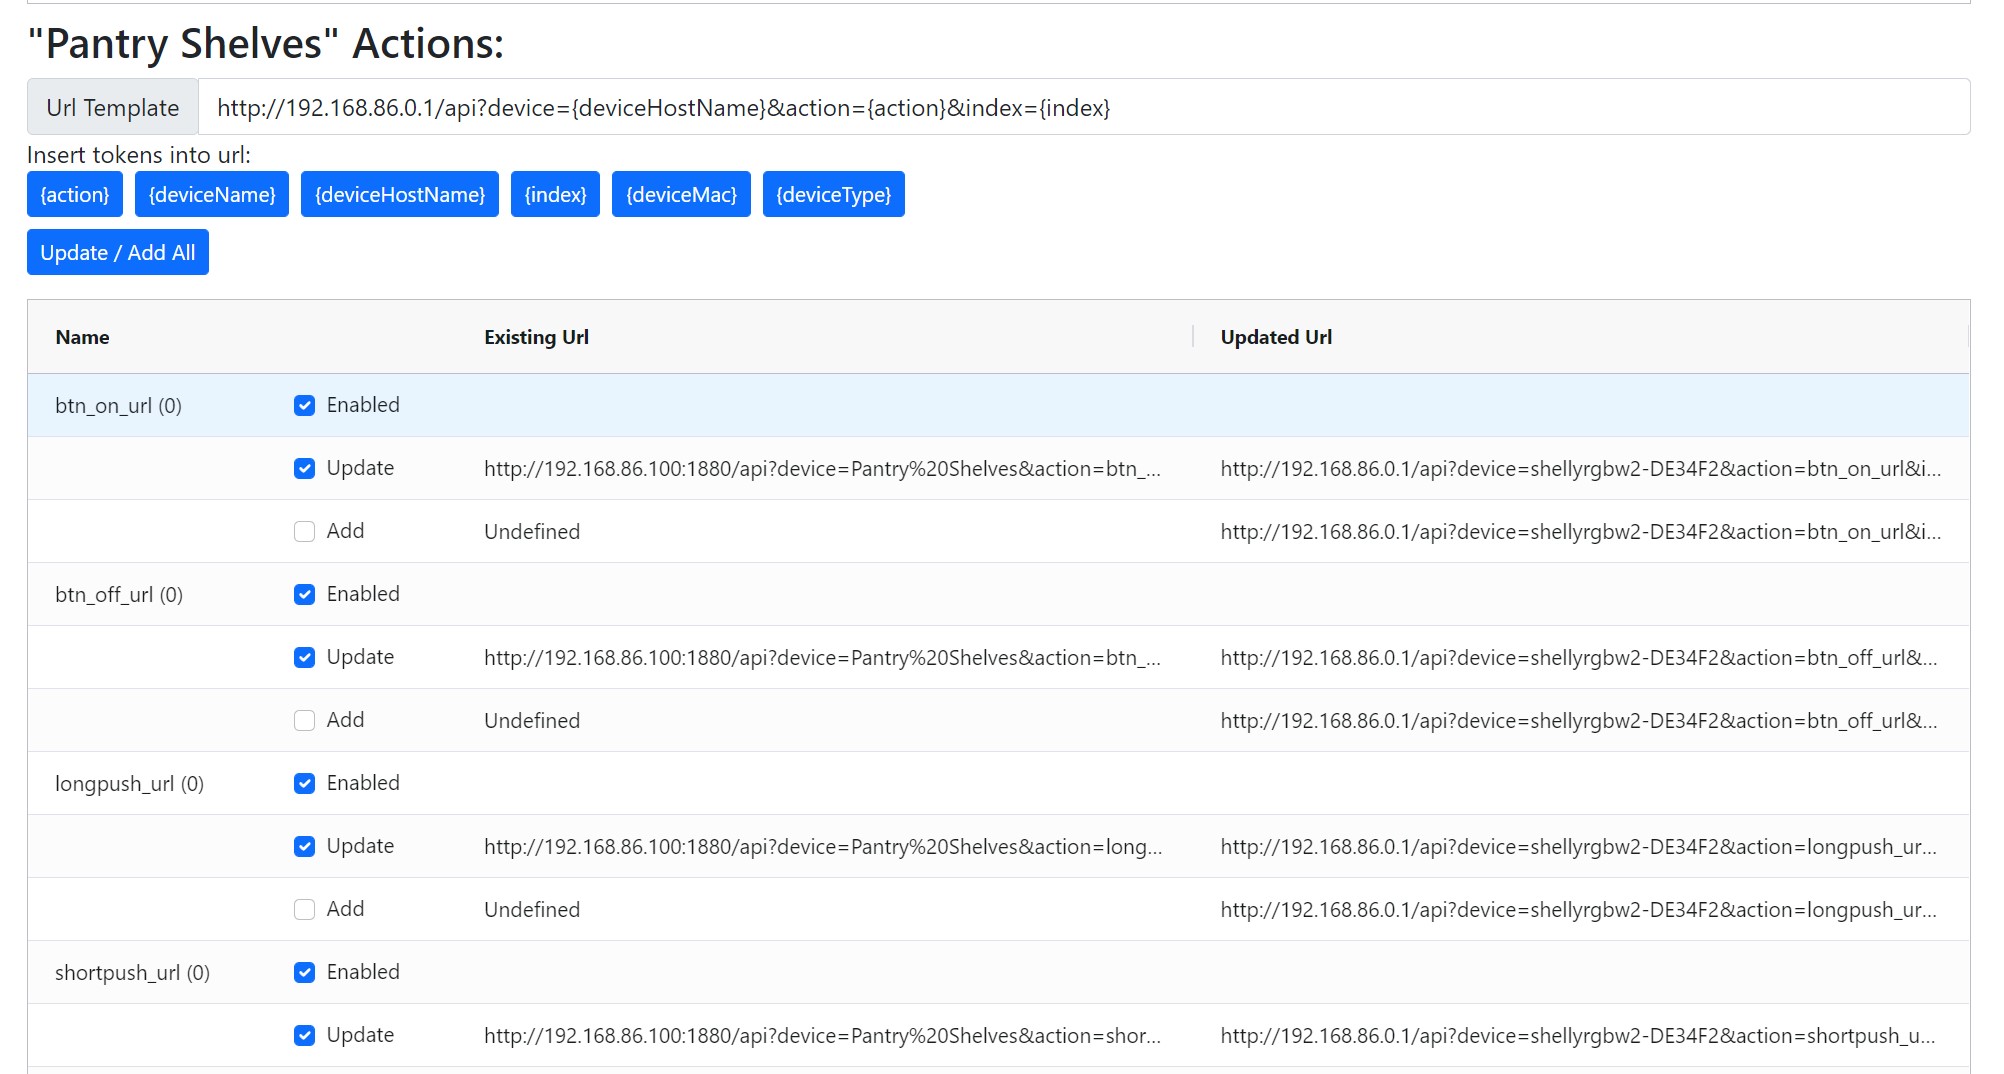 "Pantry Shelves" Actions:
Url Template http://192.168.86.0.1/api?device={deviceHostName}&action={action}&index={index}
Insert tokens into url:
{action} {deviceName} {deviceHostName} {index} {deviceMac} {deviceType}
Update / Add All
Name Existing Url Updated Url
btn_on_url (0) Enabled
Update http://192.168.86.100:1880/api?device=Pantry%20Shelves&action=btn_... http://192.168.86.0.1/api?device=shellyrgbw2-DE34F2&action=btn_on_url&i...
Add Undefined http://192.168.86.0.1/api?device=shellyrgbw2-DE34F2&action=btn_on_url&i...
btn_off_url (0) Enabled
Update http://192.168.86.100:1880/api?device=Pantry%20Shelves&action=btn_... http://192.168.86.0.1/api?device=shellyrgbw2-DE34F2&action=btn_off_url&...
Add Undefined http://192.168.86.0.1/api?device=shellyrgbw2-DE34F2&action=btn_off_url&...
longpush_url (0) Enabled
Update http://192.168.86.100:1880/api?device=Pantry%20Shelves&action=long... http://192.168.86.0.1/api?device=shellyrgbw2-DE34F2&action=longpush_ur...
Add Undefined http://192.168.86.0.1/api?device=shellyrgbw2-DE34F2&action=longpush_ur...
shortpush_url (0) Enabled
Update http://192.168.86.100:1880/api?device=Pantry%20Shelves&action=shor... http://192.168.86.0.1/api?device=shellyrgbw2-DE34F2&action=shortpush_u...